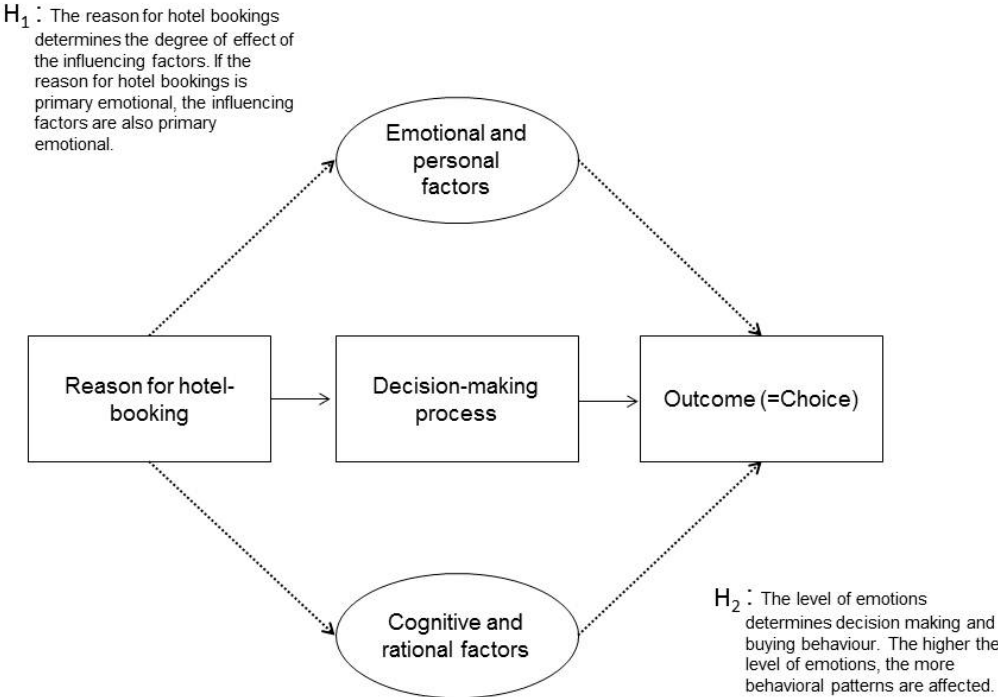 H1: The reason for hotel bookings
determines the degree of effect of
the influencing factors. If the
reason for hotel bookings is
primary emotional, the influencing
factors are also primary
emotional.
Emotional and
personal
factors
Reason for hotel-
booking
Decision-making
process
Outcome (=Choice)
Cognitive and
rational factors
H2: The level of emotions
determines decision making and
buying behaviour. The higher the
level of emotions, the more
behavioral patterns are affected.